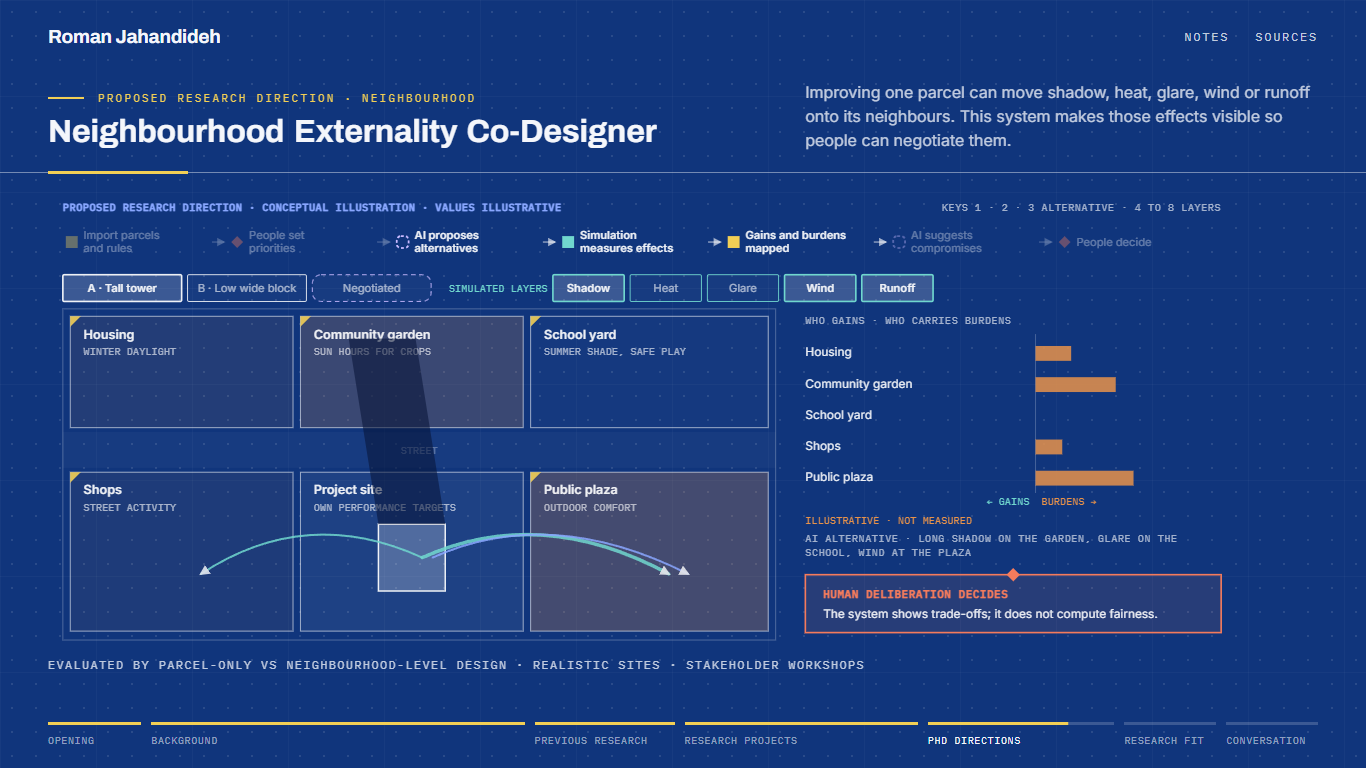 Roman Jahandideh
NOTES SOURCES
PROPOSED RESEARCH DIRECTION · NEIGHBOURHOOD
Neighbourhood Externality Co-Designer
Improving one parcel can move shadow, heat, glare, wind or runoff
onto its neighbours. This system makes those effects visible so
people can negotiate them.
PROPOSED RESEARCH DIRECTION · CONCEPTUAL ILLUSTRATION · VALUES ILLUSTRATIVE
KEYS 1 · 2 · 3 ALTERNATIVE · 4 TO 8 LAYERS
Import parcels
and rules
People set
priorities
AI proposes
alternatives
Simulation
measures effects
Gains and burdens
mapped
AI suggests
compromises
People decide
A · Tall tower
B · Low wide block
Negotiated
SIMULATED LAYERS
Shadow
Heat
Glare
Wind
Runoff
Housing
WINTER DAYLIGHT
Community garden
SUN HOURS FOR CROPS
School yard
SUMMER SHADE, SAFE PLAY
STREET
Shops
STREET ACTIVITY
Project site
OWN PERFORMANCE TARGETS
Public plaza
OUTDOOR COMFORT
WHO GAINS · WHO CARRIES BURDENS
Housing
Community garden
School yard
Shops
Public plaza
← GAINS BURDENS →
ILLUSTRATIVE · NOT MEASURED
AI ALTERNATIVE · LONG SHADOW ON THE GARDEN, GLARE ON THE
SCHOOL, WIND AT THE PLAZA
HUMAN DELIBERATION DECIDES
The system shows trade-offs; it does not compute fairness.
EVALUATED BY PARCEL-ONLY VS NEIGHBOURHOOD-LEVEL DESIGN · REALISTIC SITES · STAKEHOLDER WORKSHOPS
OPENING
BACKGROUND
PREVIOUS RESEARCH
RESEARCH PROJECTS
PHD DIRECTIONS
RESEARCH FIT
CONVERSATION